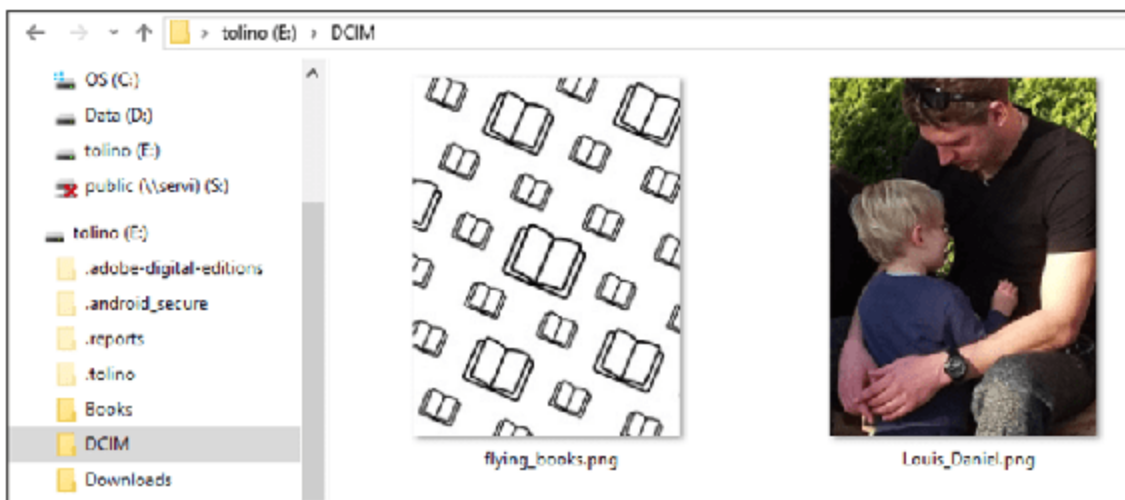 tolino (E:) › DCIM
OS (C:)
Data (D:)
tolino (E:)
public (\\servi) (S:)
tolino (E:)
.adobe-digital-editions
.android_secure
.reports
.tolino
Books
DCIM
Downloads
flying_books.png
Louis_Daniel.png